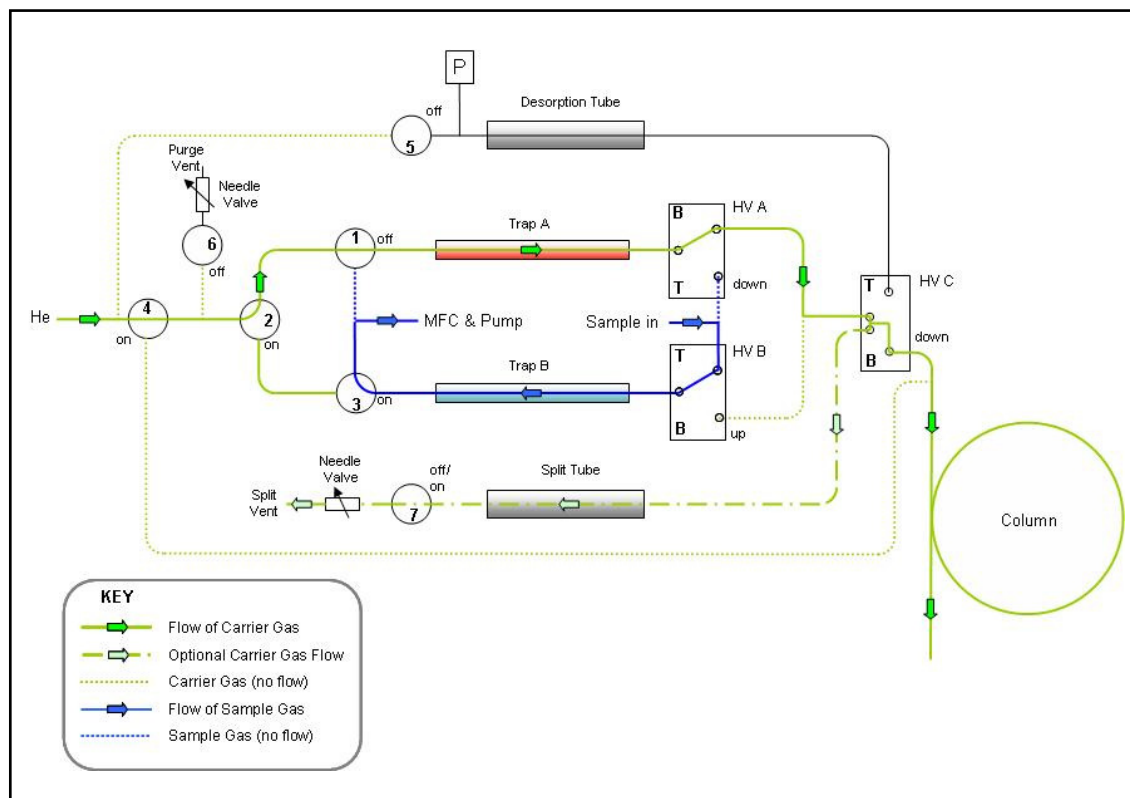 P
off
Desorption Tube
5
Purge
Vent
Needle
Valve
6
off
1
off
Trap A
B
HV A
T
down
T
HV C
down
B
He
4
on
2
on
MFC & Pump
Sample in
T
HV B
Trap B
3
on
B
up
Needle
Valve
off/
on
Split Tube
Split
Vent
7
Column
KEY
Flow of Carrier Gas
Optional Carrier Gas Flow
Carrier Gas (no flow)
Flow of Sample Gas
Sample Gas (no flow)